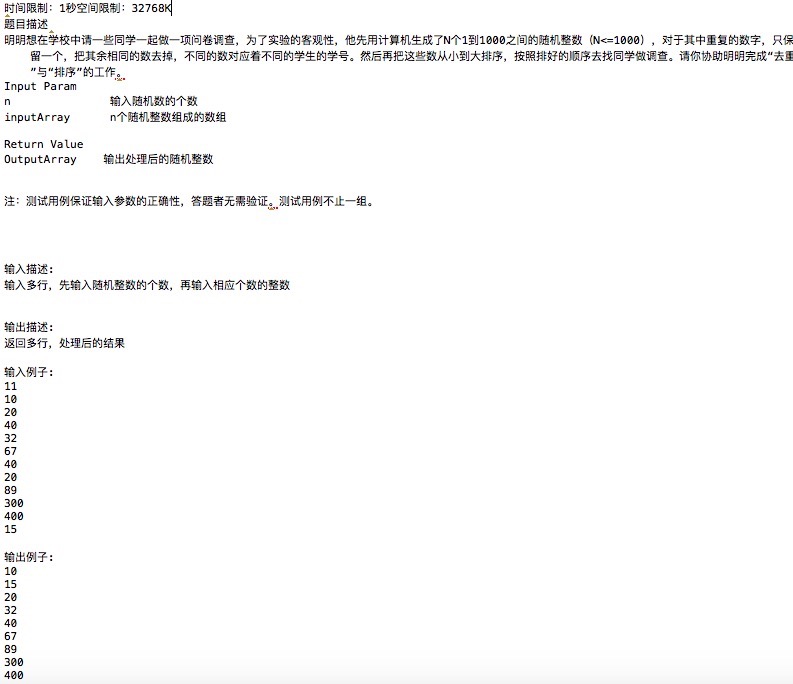 时间限制：1秒空间限制：32768K
题目描述
明明想在学校中请一些同学一起做一项问卷调查，为了实验的客观性，他先用计算机生成了N个1到1000之间的随机整数（N<=1000），对于其中重复的数字，只保
留一个，把其余相同的数去掉，不同的数对应着不同的学生的学号。然后再把这些数从小到大排序，按照排好的顺序去找同学做调查。请你协助明明完成“去重
”与“排序”的工作。
Input Param
n 输入随机数的个数
inputArray n个随机整数组成的数组
Return Value
OutputArray 输出处理后的随机整数
注：测试用例保证输入参数的正确性，答题者无需验证。测试用例不止一组。
输入描述：
输入多行，先输入随机整数的个数，再输入相应个数的整数
输出描述：
返回多行，处理后的结果
输入例子：
11
10
20
40
32
67
40
20
89
300
400
15
输出例子：
10
15
20
32
40
67
89
300
400